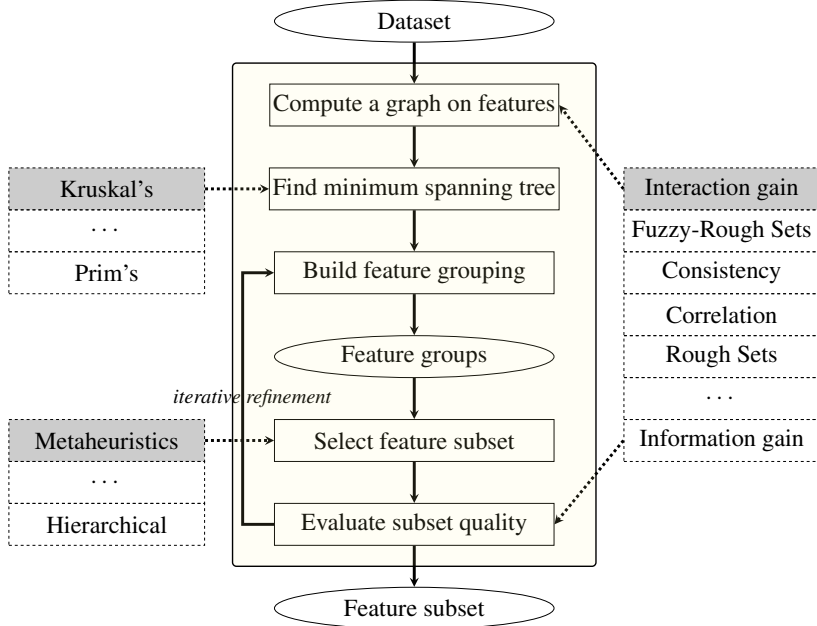 Dataset
Compute a graph on features
Kruskal's
. . .
Prim's
Find minimum spanning tree
Interaction gain
Fuzzy-Rough Sets
Consistency
Correlation
Rough Sets
. . .
Information gain
Build feature grouping
Feature groups
iterative refinement
Metaheuristics
. . .
Hierarchical
Select feature subset
Evaluate subset quality
Feature subset